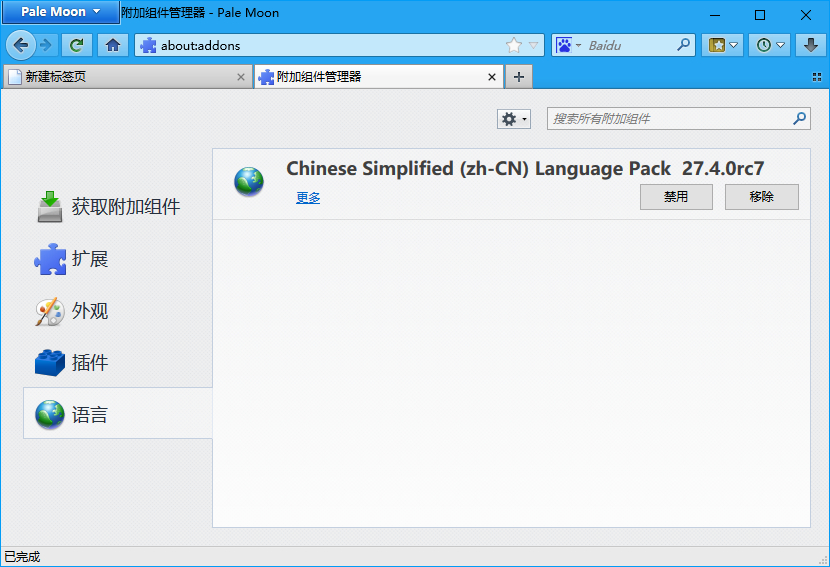 Pale Moon
附加组件管理器 - Pale Moon
about:addons
Baidu
新建标签页
附加组件管理器
搜索所有附加组件
Chinese Simplified (zh-CN) Language Pack 27.4.0rc7
更多
禁用
移除
获取附加组件
扩展
外观
插件
语言
已完成